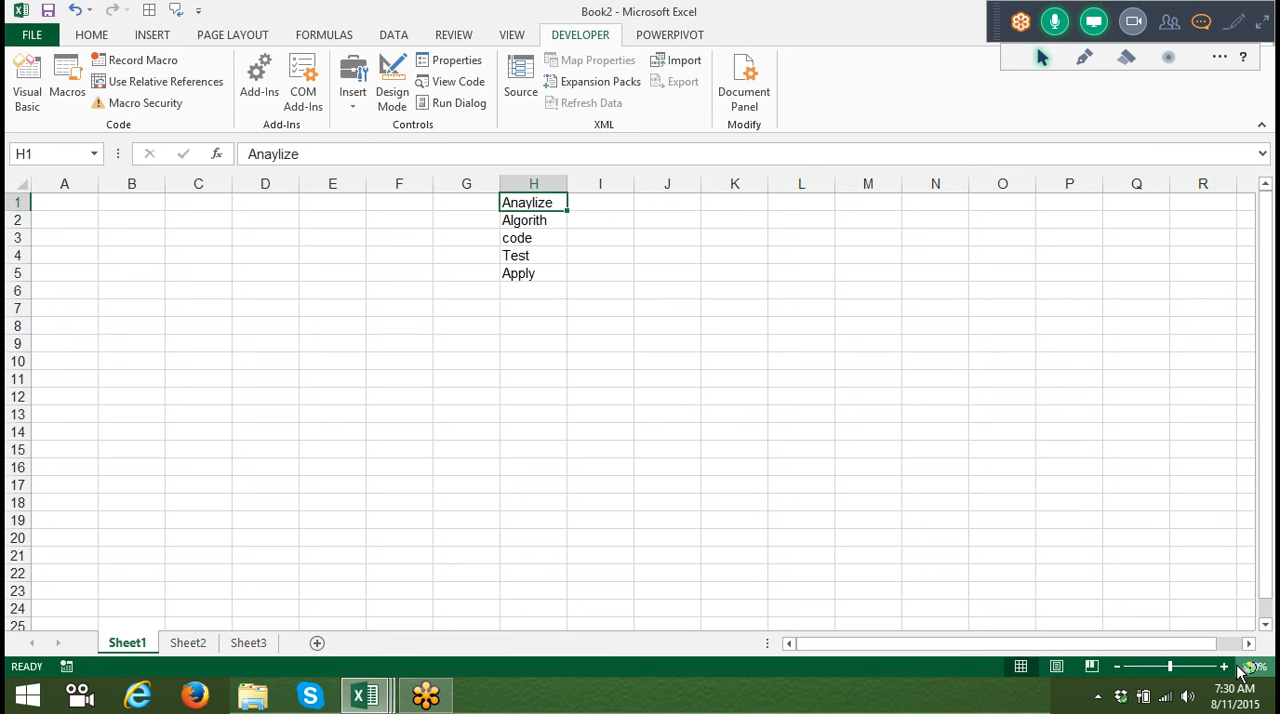 Book2 - Microsoft Excel
FILE HOME INSERT PAGE LAYOUT FORMULAS DATA REVIEW VIEW DEVELOPER POWERPIVOT
Visual Basic
Macros
Record Macro
Use Relative References
Macro Security
Code
Add-Ins
COM Add-Ins
Add-Ins
Insert
Design Mode
Properties
View Code
Run Dialog
Controls
Source
Map Properties
Expansion Packs
Refresh Data
Import
Export
XML
Document Panel
Modify
?
H1
fx
Anaylize
A B C D E F G H I J K L M N O P Q R
1 Anaylize
2 Algorith
3 code
4 Test
5 Apply
6
7
8
9
10
11
12
13
14
15
16
17
18
19
20
21
22
23
24
25
Sheet1 Sheet2 Sheet3
READY
7:30 AM
8/11/2015